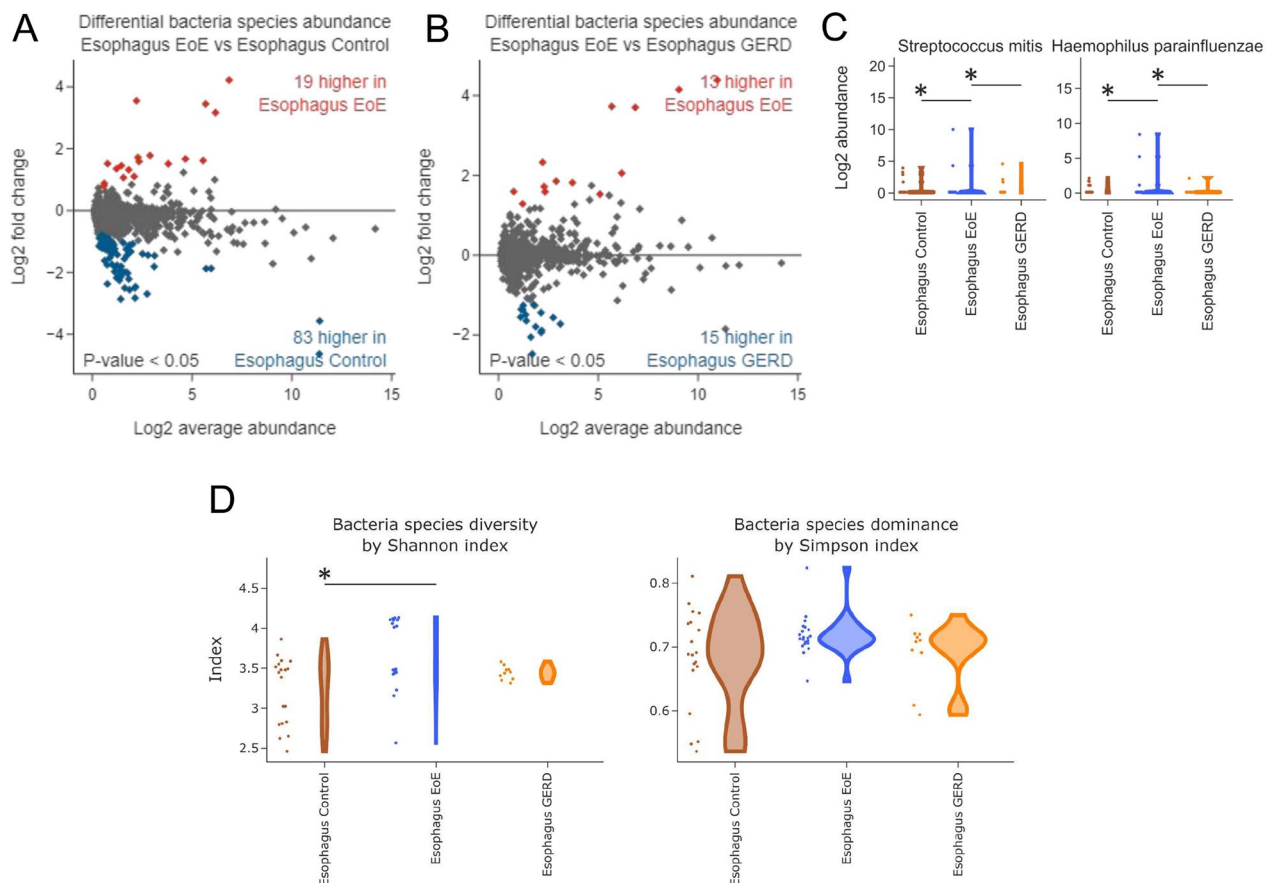 A
Differential bacteria species abundance
Esophagus EoE vs Esophagus Control
19 higher in
Esophagus EoE
83 higher in
Esophagus Control
P-value < 0.05
Log2 fold change
4
2
0
−2
−4
0
5
10
15
Log2 average abundance
B
Differential bacteria species abundance
Esophagus EoE vs Esophagus GERD
13 higher in
Esophagus EoE
15 higher in
Esophagus GERD
P-value < 0.05
Log2 fold change
4
2
0
−2
0
5
10
15
Log2 average abundance
C
Streptococcus mitis
Log2 abundance
20
15
10
5
0
*
*
Esophagus Control
Esophagus EoE
Esophagus GERD
Haemophilus parainfluenzae
15
10
5
0
*
*
Esophagus Control
Esophagus EoE
Esophagus GERD
D
Bacteria species diversity
by Shannon index
Index
4.5
4
3.5
3
2.5
*
Esophagus Control
Esophagus EoE
Esophagus GERD
Bacteria species dominance
by Simpson index
0.8
0.7
0.6
Esophagus Control
Esophagus EoE
Esophagus GERD